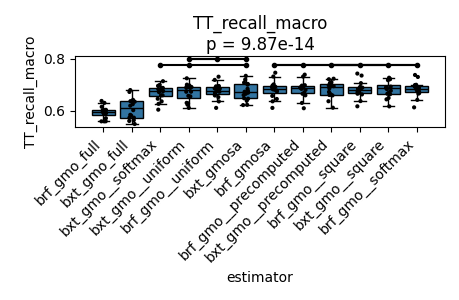 TT_recall_macro
p = 9.87e-14
TT_recall_macro
0.8
0.6
brf_gmo_full
bxt_gmo_full
bxt_gmo__softmax
bxt_gmo__uniform
brf_gmo__uniform
bxt_gmosa
brf_gmosa
brf_gmo__precomputed
bxt_gmo__precomputed
brf_gmo__square
bxt_gmo__square
brf_gmo__softmax
estimator